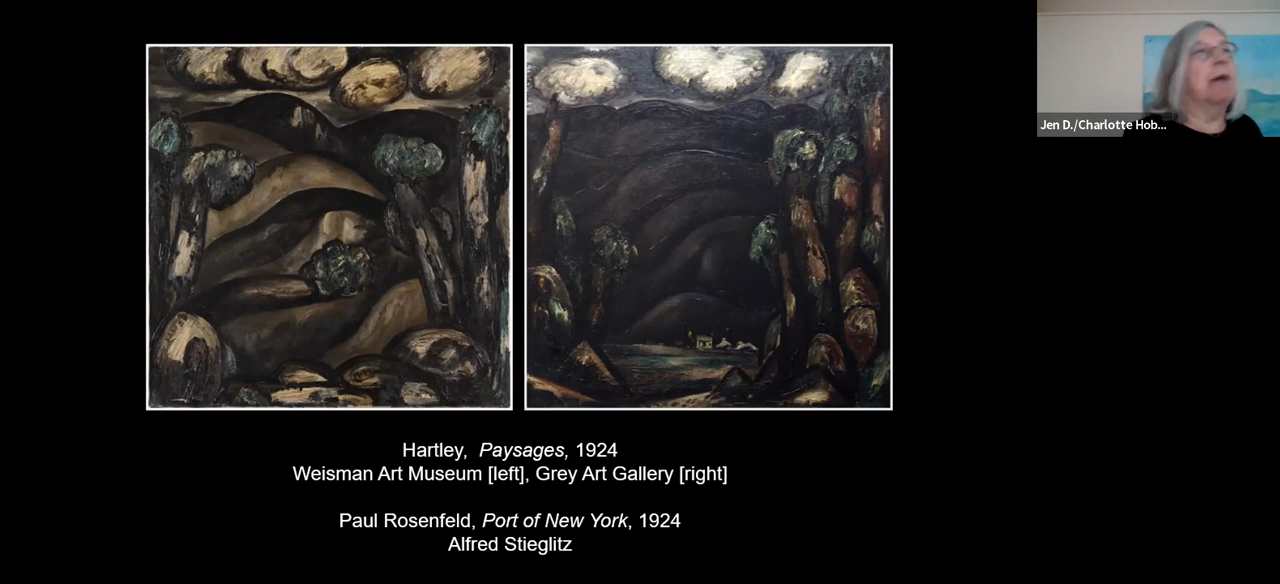 Jen D./Charlotte Hob...
Hartley, Paysages, 1924
Weisman Art Museum [left], Grey Art Gallery [right]
Paul Rosenfeld, Port of New York, 1924
Alfred Stieglitz